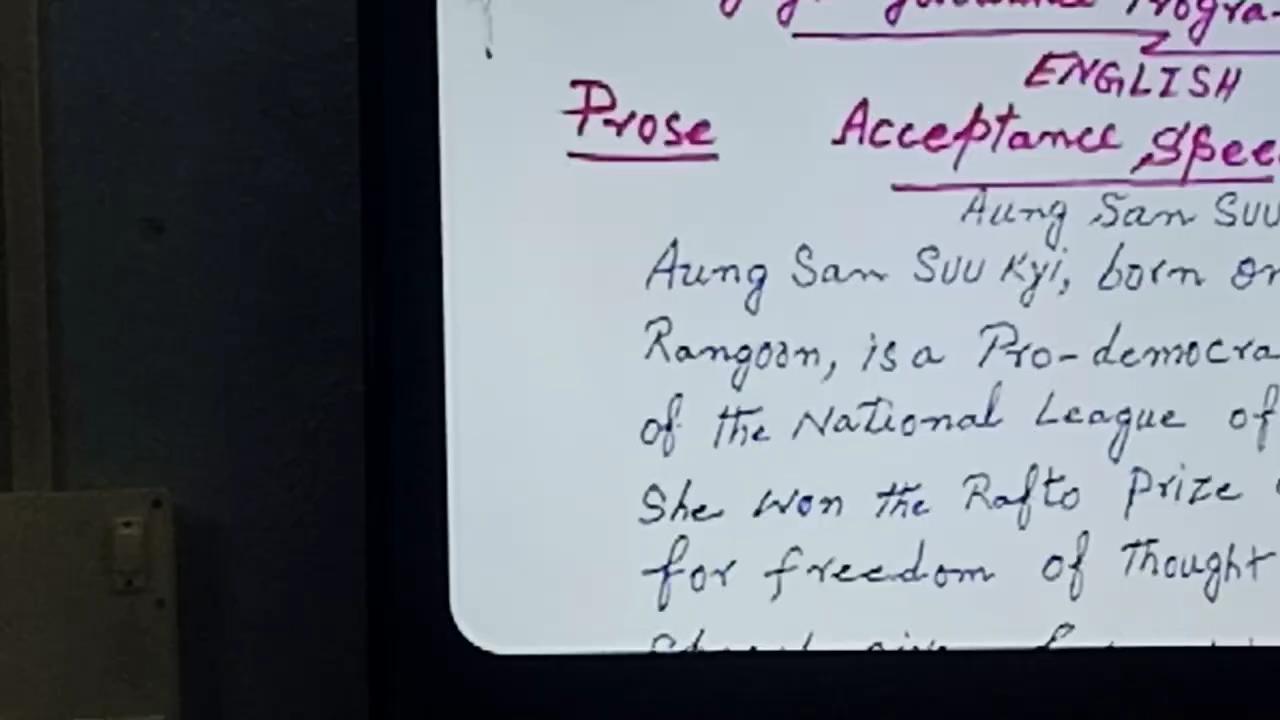 ENGLISH
Prose Acceptance Spee
Aung San Suu
Aung San Suu Kyi, born on
Rangoon, is a Pro-democra
of the National League of
She won the Rafto Prize
for freedom of Thought